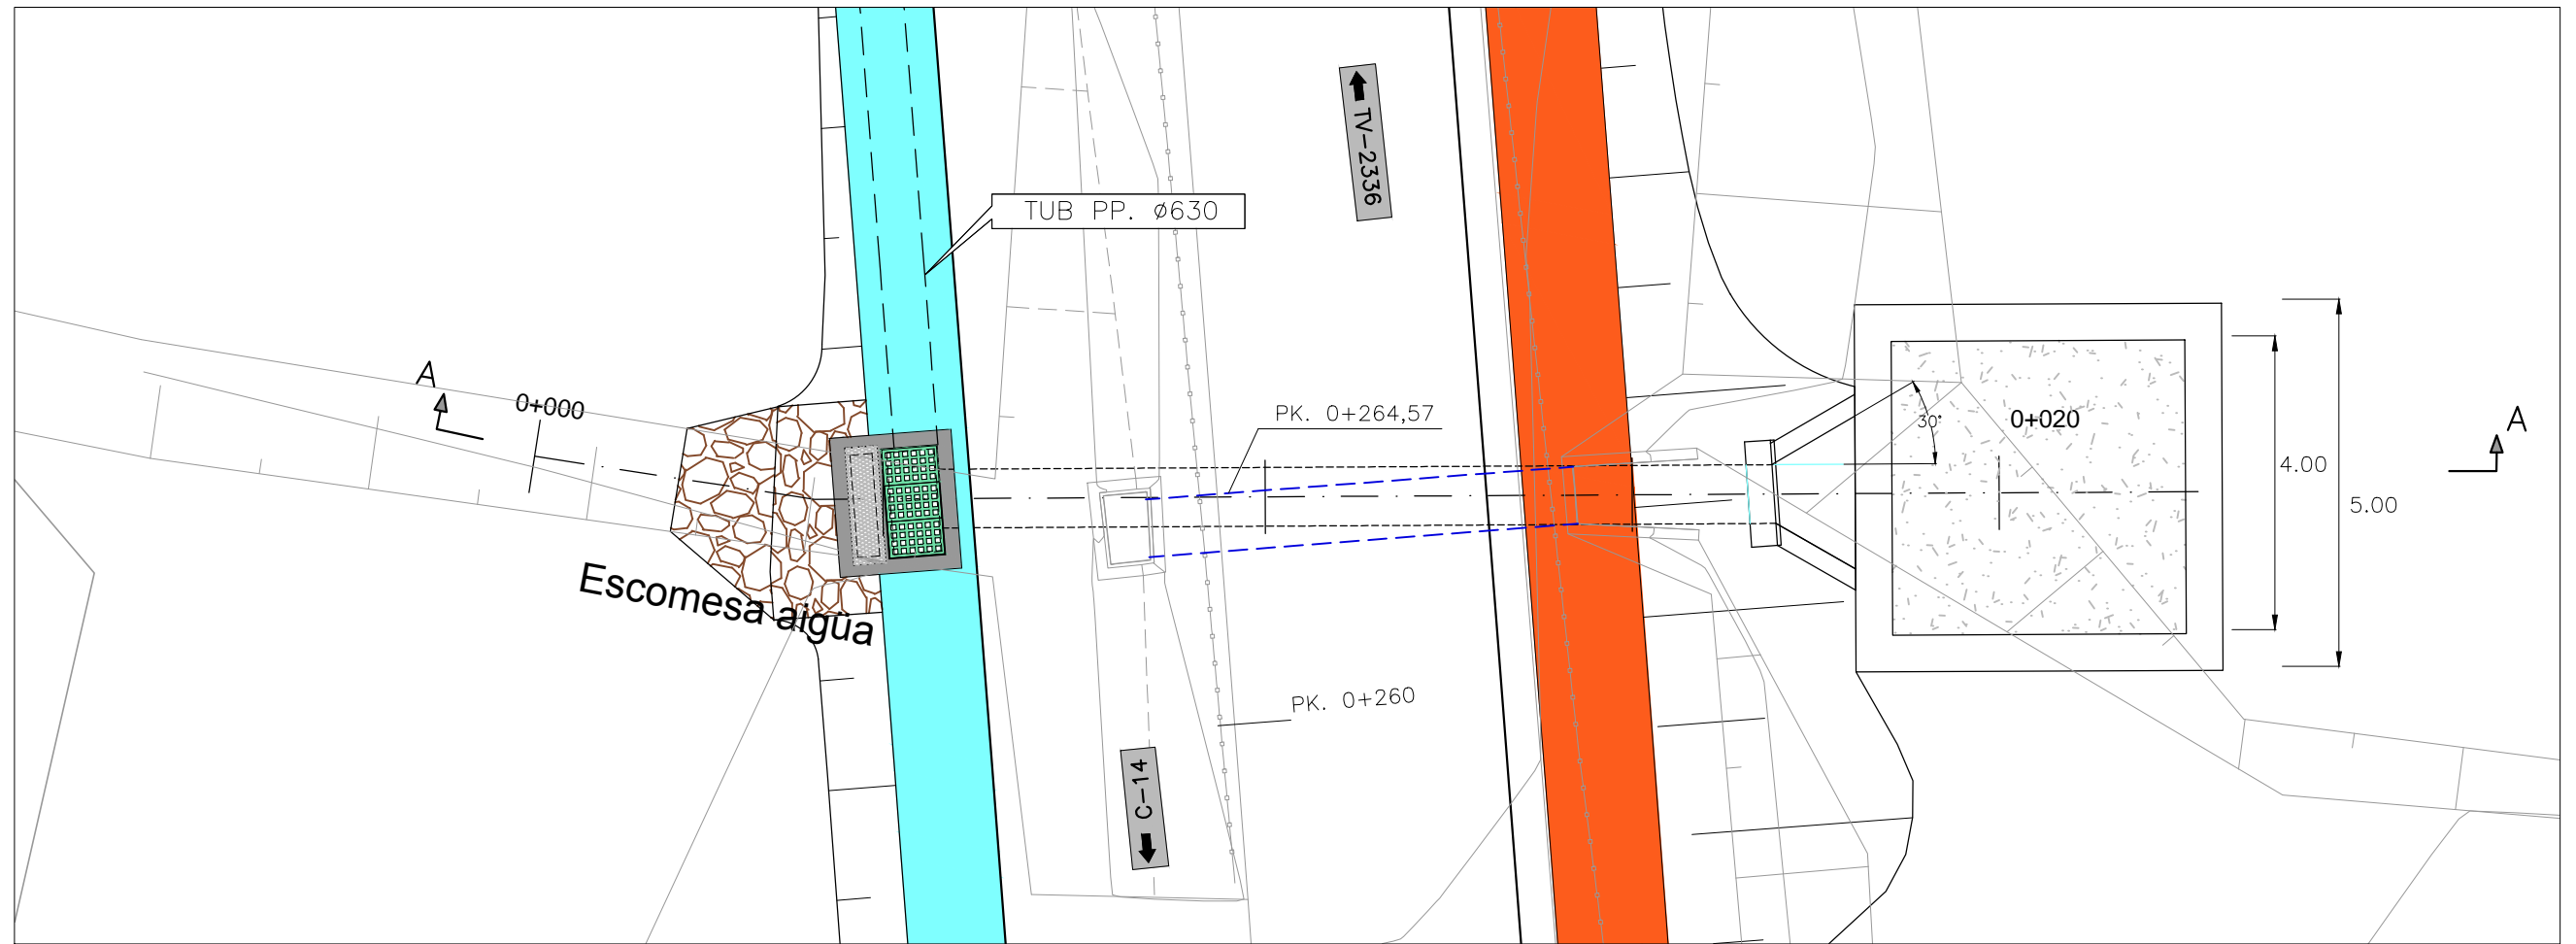 TV-2336
TUB PP. Ø630
A
0+000
PK. 0+264,57
30°
0+020
A
4.00
5.00
Escomesa aigüa
PK. 0+260
C-14